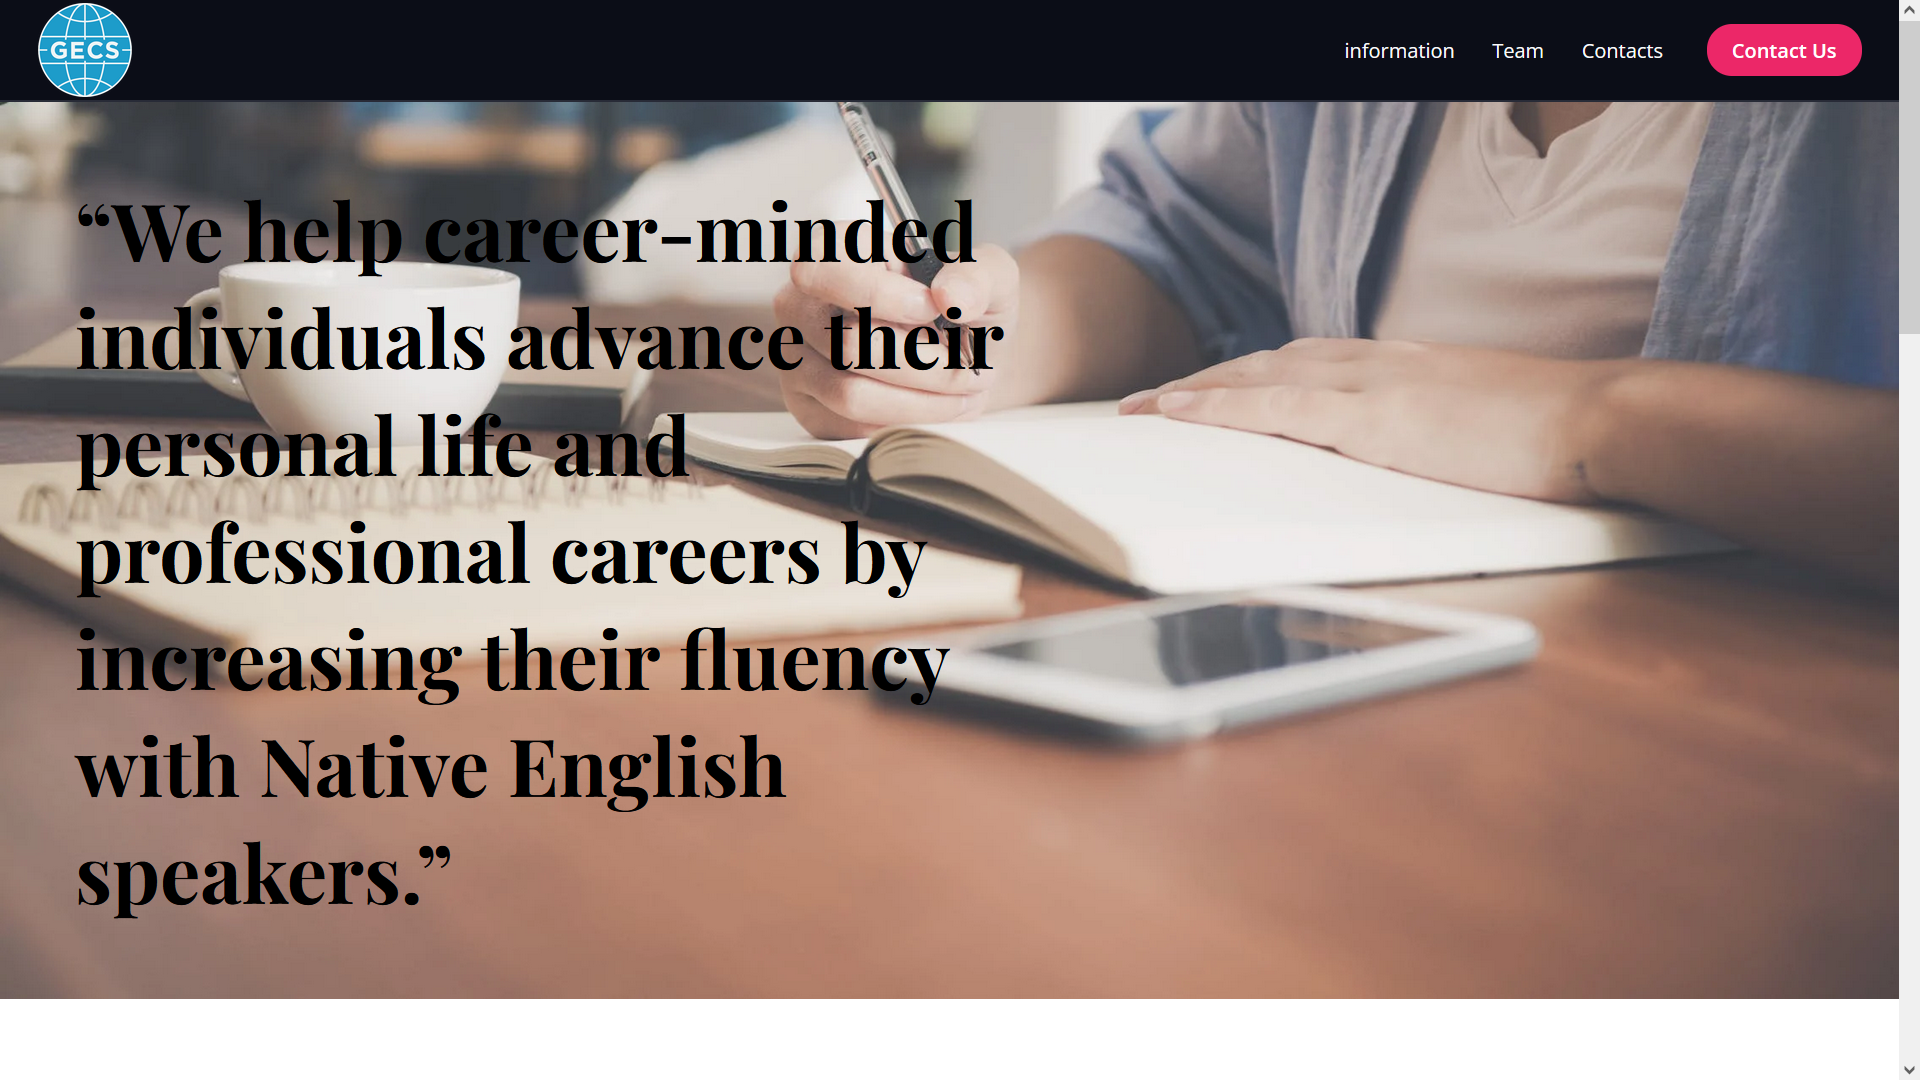 GECS
information
Team
Contacts
Contact Us
“We help career-minded
individuals advance their
personal life and
professional careers by
increasing their fluency
with Native English
speakers.”